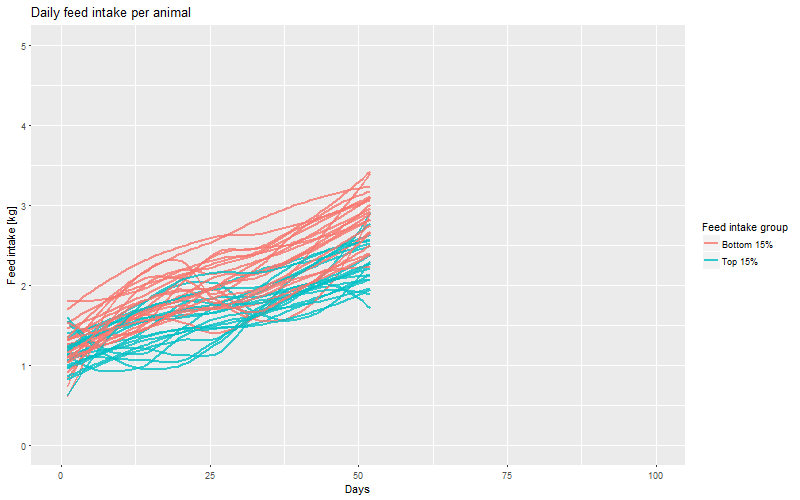 Daily feed intake per animal
5
4
3
2
1
0
Feed intake [kg]
0 25 50 75 100
Days
Feed intake group
Bottom 15%
Top 15%